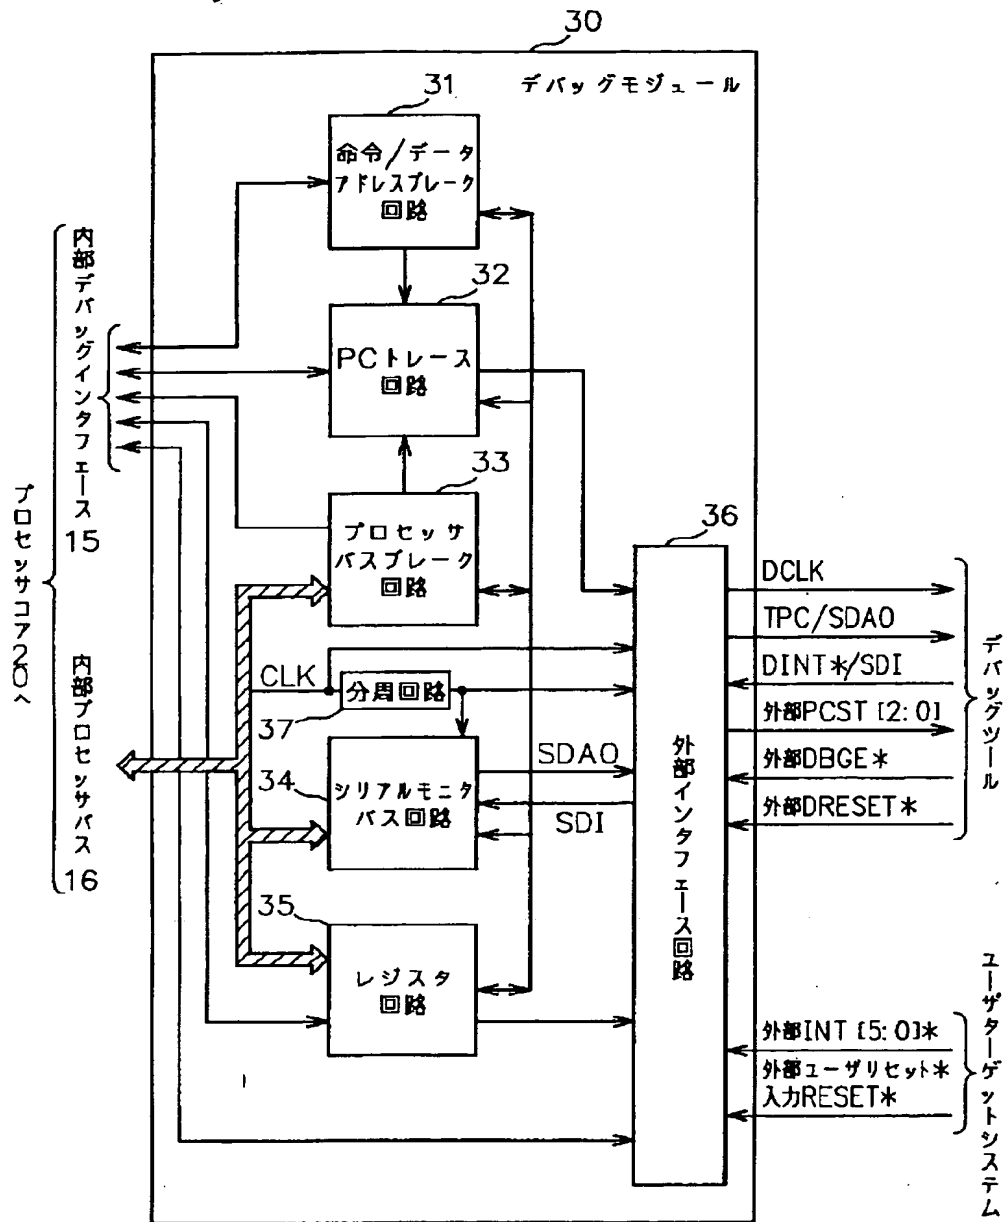 30
デバッグモジュール
31
命令/データ
アドレスブレーク
回路
32
PCトレース
回路
33
プロセッサ
バスブレーク
回路
CLK
分周回路
37
34
シリアルモニタ
バス回路
SDAO
SDI
35
レジスタ
回路
36
外部インタフェース回路
プロセッサコア20へ
内部デバッグインタフェース
15
内部プロセッサバス
16
DCLK
TPC/SDAO
DINT*/SDI
外部PCST [2:0]
外部DBGE*
外部DRESET*
デバッグツール
外部INT [5:0]*
外部ユーザリセット*
入力RESET*
ユーザターゲットシステム